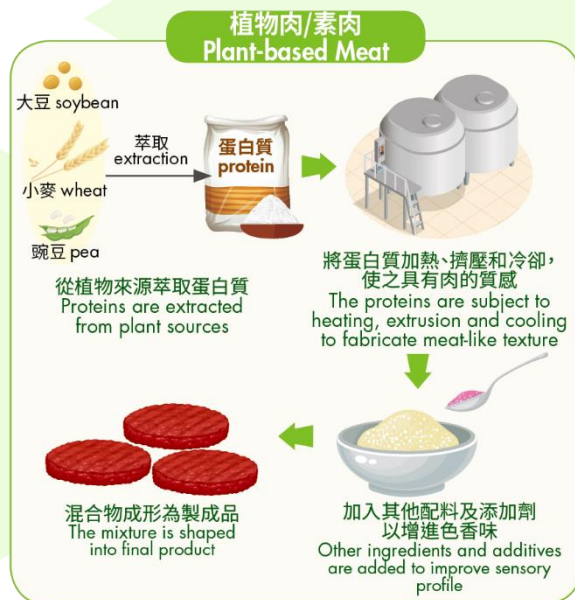 植物肉/素肉
Plant-based Meat
大豆 soybean
小麥 wheat
豌豆 pea
萃取
extraction
蛋白質
protein
從植物來源萃取蛋白質
Proteins are extracted
from plant sources
將蛋白質加熱、擠壓和冷卻，
使之具有肉的質感
The proteins are subject to
heating, extrusion and cooling
to fabricate meat-like texture
加入其他配料及添加劑
以增進色香味
Other ingredients and additives
are added to improve sensory
profile
混合物成形為製成品
The mixture is shaped
into final product